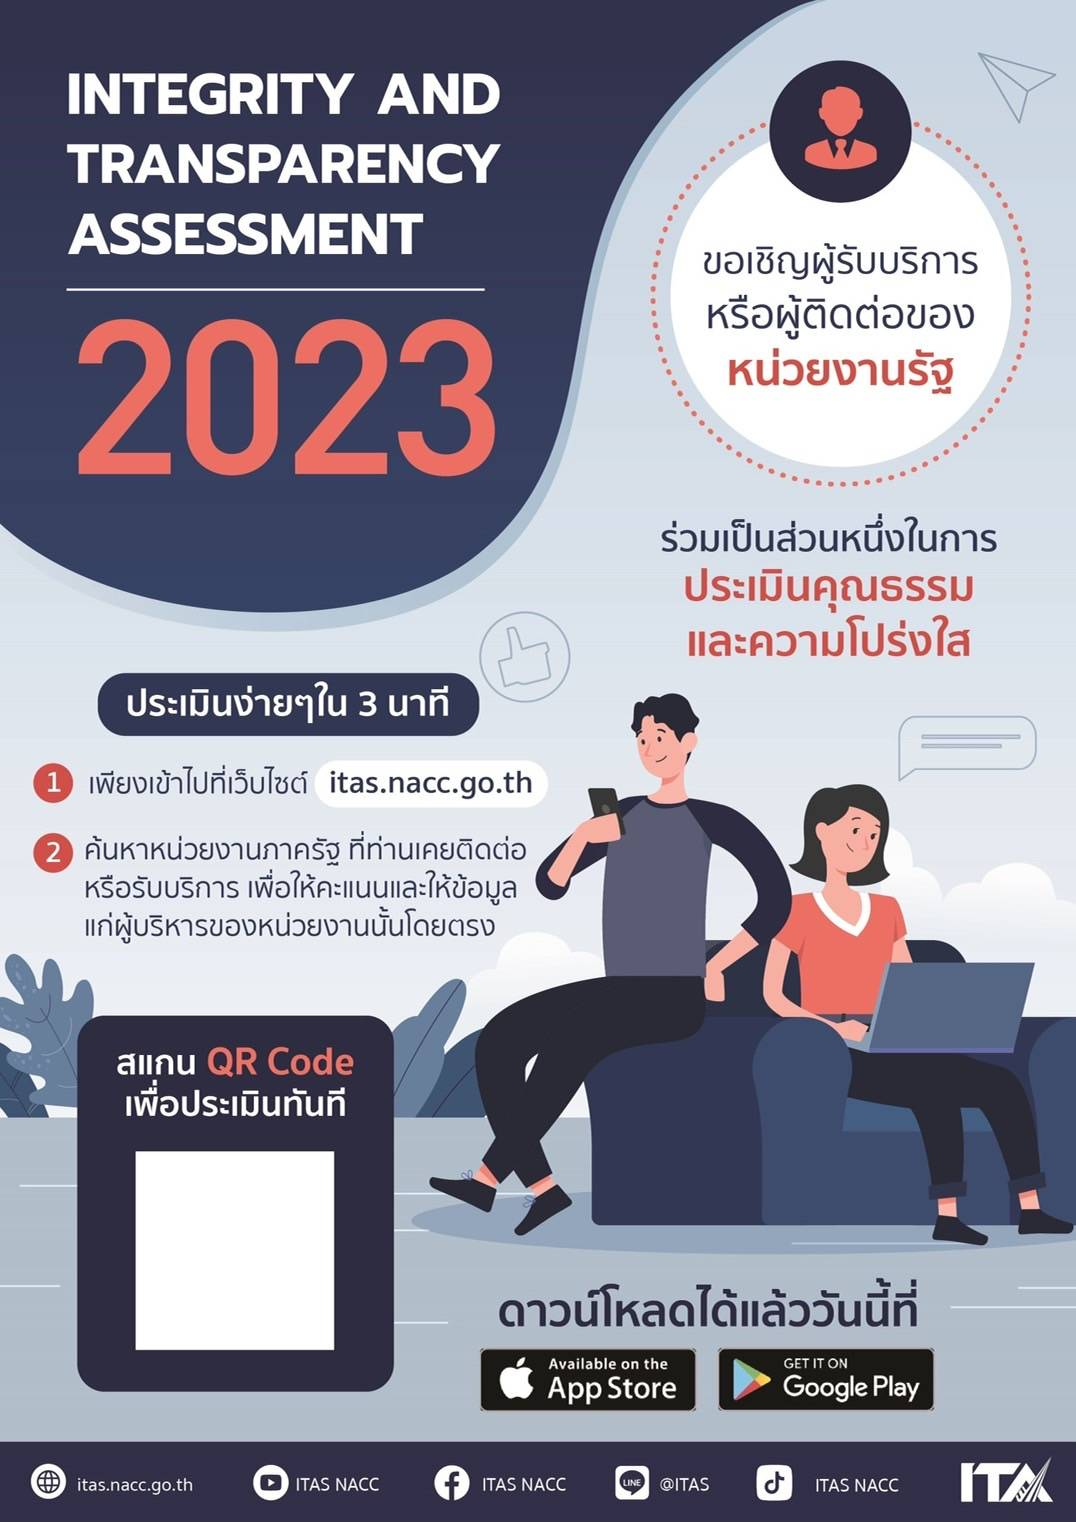 INTEGRITY AND
TRANSPARENCY
ASSESSMENT
2023
ขอเชิญผู้รับบริการ
หรือผู้ติดต่อของ
หน่วยงานรัฐ
ร่วมเป็นส่วนหนึ่งในการ
ประเมินคุณธรรม
และความโปร่งใส
ประเมินง่ายๆใน 3 นาที
1 เพียงเข้าไปที่เว็บไซต์ itas.nacc.go.th
2 ค้นหาหน่วยงานภาครัฐ ที่ท่านเคยติดต่อ
หรือรับบริการ เพื่อให้คะแนนและให้ข้อมูล
แก่ผู้บริหารของหน่วยงานนั้นโดยตรง
สแกน QR Code
เพื่อประเมินทันที
ดาวน์โหลดได้แล้ววันนี้ที่
Available on the
App Store
GET IT ON
Google Play
itas.nacc.go.th
ITAS NACC
ITAS NACC
LINE @ITAS
ITAS NACC
ITA